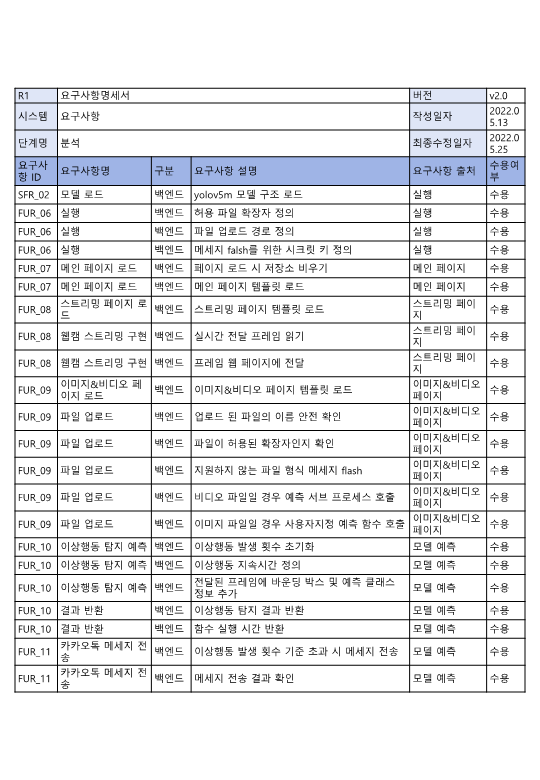 R1 요구사항명세서 버전 v2.0
시스템 요구사항 작성일자 2022.0
5.13
단계명 분석 최종수정일자 2022.0
5.25
요구사
항 ID 요구사항명 구분 요구사항 설명 요구사항 출처 수용여
부
SFR_02 모델 로드 백엔드 yolov5m 모델 구조 로드 실행 수용
FUR_06 실행 백엔드 허용 파일 확장자 정의 실행 수용
FUR_06 실행 백엔드 파일 업로드 경로 정의 실행 수용
FUR_06 실행 백엔드 메세지 falsh를 위한 시크릿 키 정의 실행 수용
FUR_07 메인 페이지 로드 백엔드 페이지 로드 시 저장소 비우기 메인 페이지 수용
FUR_07 메인 페이지 로드 백엔드 메인 페이지 템플릿 로드 메인 페이지 수용
FUR_08 스트리밍 페이지 로
드 백엔드 스트리밍 페이지 템플릿 로드 스트리밍 페이
지 수용
FUR_08 웹캠 스트리밍 구현 백엔드 실시간 전달 프레임 읽기 스트리밍 페이
지 수용
FUR_08 웹캠 스트리밍 구현 백엔드 프레임 웹 페이지에 전달 스트리밍 페이
지 수용
FUR_09 이미지&비디오 페
이지 로드 백엔드 이미지&비디오 페이지 템플릿 로드 이미지&비디오
페이지 수용
FUR_09 파일 업로드 백엔드 업로드 된 파일의 이름 안전 확인 이미지&비디오
페이지 수용
FUR_09 파일 업로드 백엔드 파일이 허용된 확장자인지 확인 이미지&비디오
페이지 수용
FUR_09 파일 업로드 백엔드 지원하지 않는 파일 형식 메세지 flash 이미지&비디오
페이지 수용
FUR_09 파일 업로드 백엔드 비디오 파일일 경우 예측 서브 프로세스 호출 이미지&비디오
페이지 수용
FUR_09 파일 업로드 백엔드 이미지 파일일 경우 사용자지정 예측 함수 호출 이미지&비디오
페이지 수용
FUR_10 이상행동 탐지 예측 백엔드 이상행동 발생 횟수 초기화 모델 예측 수용
FUR_10 이상행동 탐지 예측 백엔드 이상행동 지속시간 정의 모델 예측 수용
FUR_10 이상행동 탐지 예측 백엔드 전달된 프레임에 바운딩 박스 및 예측 클래스
정보 추가 모델 예측 수용
FUR_10 결과 반환 백엔드 이상행동 탐지 결과 반환 모델 예측 수용
FUR_10 결과 반환 백엔드 함수 실행 시간 반환 모델 예측 수용
FUR_11 카카오톡 메세지 전
송 백엔드 이상행동 발생 횟수 기준 초과 시 메세지 전송 모델 예측 수용
FUR_11 카카오톡 메세지 전
송 백엔드 메세지 전송 결과 확인 모델 예측 수용